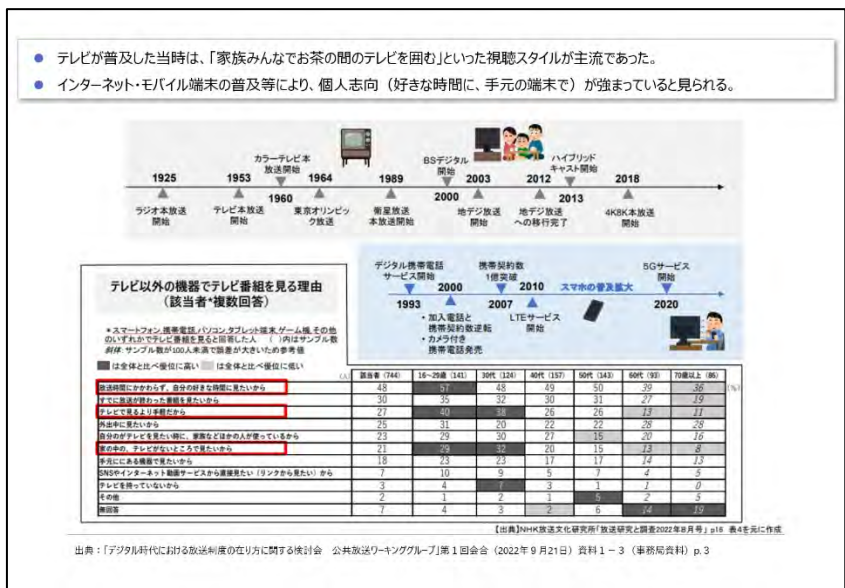 ● テレビが普及した当時は、「家族みんなでお茶の間のテレビを囲む」といった視聴スタイルが主流であった。
● インターネット・モバイル端末の普及等により、個人志向（好きな時間に、手元の端末で）が強まっていると見られる。
カラーテレビ本
放送開始
BSデジタル
開始
ハイブリッド
キャスト開始
1925 1953 1964 1989 2003 2012 2018
1960 2000 2013
ラジオ本放送
開始
テレビ本放送
開始
東京オリンピッ
ク放送
衛星放送
本放送開始
地デジ放送
開始
地デジ放送
への移行完了
4K8K本放送
開始
デジタル携帯電話
サービス開始
携帯契約数
1億突破
5Gサービス
開始
2000 2010 スマホの普及拡大
1993 2007 2020
・加入電話と
携帯契約数逆転
・カメラ付き
携帯電話発売
LTEサービス
開始
テレビ以外の機器でテレビ番組を見る理由
（該当者*複数回答）
＊スマートフォン、携帯電話、パソコン、タブレット端末、ゲーム機、その他
のいずれかでテレビ番組を見ると回答した人 （ ）内はサンプル数
斜体：サンプル数が100人未満で誤差が大きいため参考値
は全体と比べ優位に高い は全体と比べ優位に低い
(人) 該当者（744） 16～29歳（141） 30代（124） 40代（157） 50代（143） 60代（93） 70歳以上（86）
放送時間にかかわらず、自分の好きな時間に見たいから 48 57 48 49 50 39 36 (%)
すでに放送が終わった番組を見たいから 30 35 32 30 31 27 19
テレビで見るより手軽だから 27 40 38 26 26 13 11
外出中に見たいから 25 31 20 22 22 28 28
自分のがテレビを見たい時に、家族などほかの人が使っているから 23 29 30 27 15 20 16
家の中の、テレビがないところで見たいから 21 29 32 20 15 13 8
手元ににある機器で見たいから 18 23 23 17 17 14 13
SNSやインターネット動画サービスから直接見たい（リンクから見たい）から 7 10 9 5 7 4 5
テレビを持っていないから 3 4 7 3 1 1 0
その他 2 1 2 1 5 2 5
無回答 7 4 3 2 6 14 19
【出典】NHK放送文化研究所「放送研究と調査2022年8月号」p16 表4を元に作成
出典：「デジタル時代における放送制度の在り方に関する検討会 公共放送ワーキンググループ」第１回会合（2022年９月21日）資料１－３（事務局資料）p.３